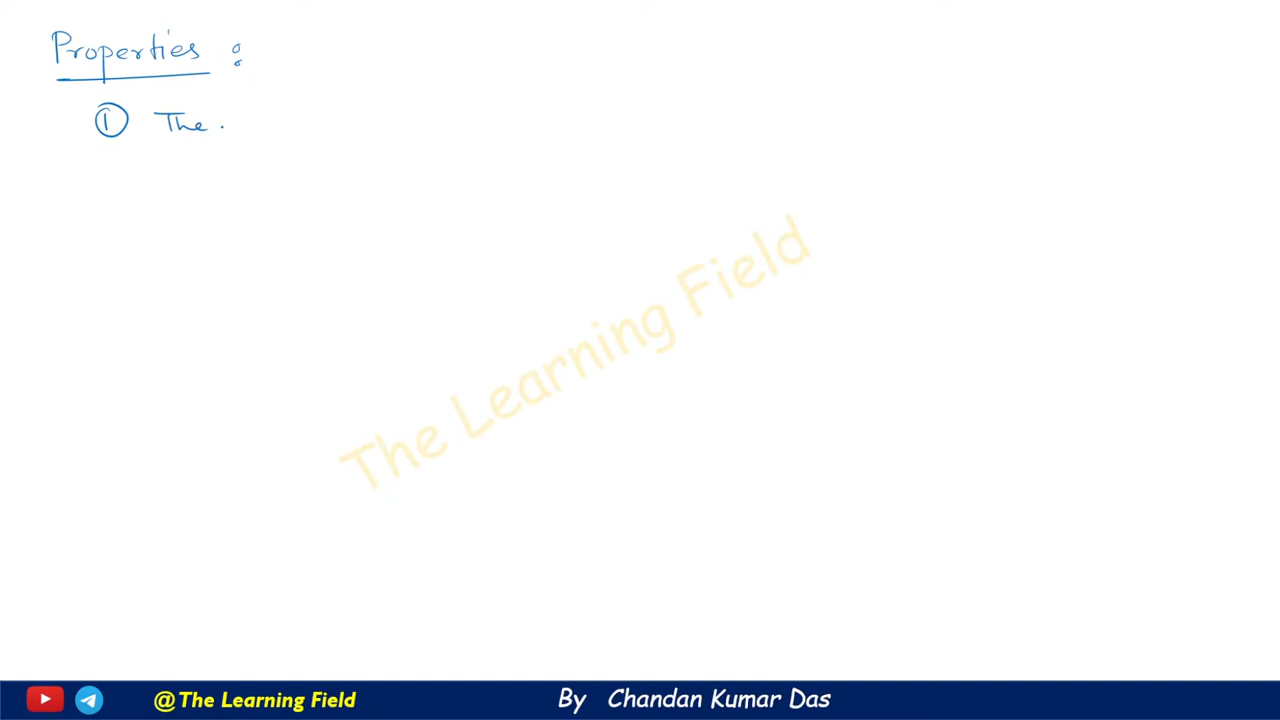 Properties :
① The .
The Learning Field
@The Learning Field By Chandan Kumar Das